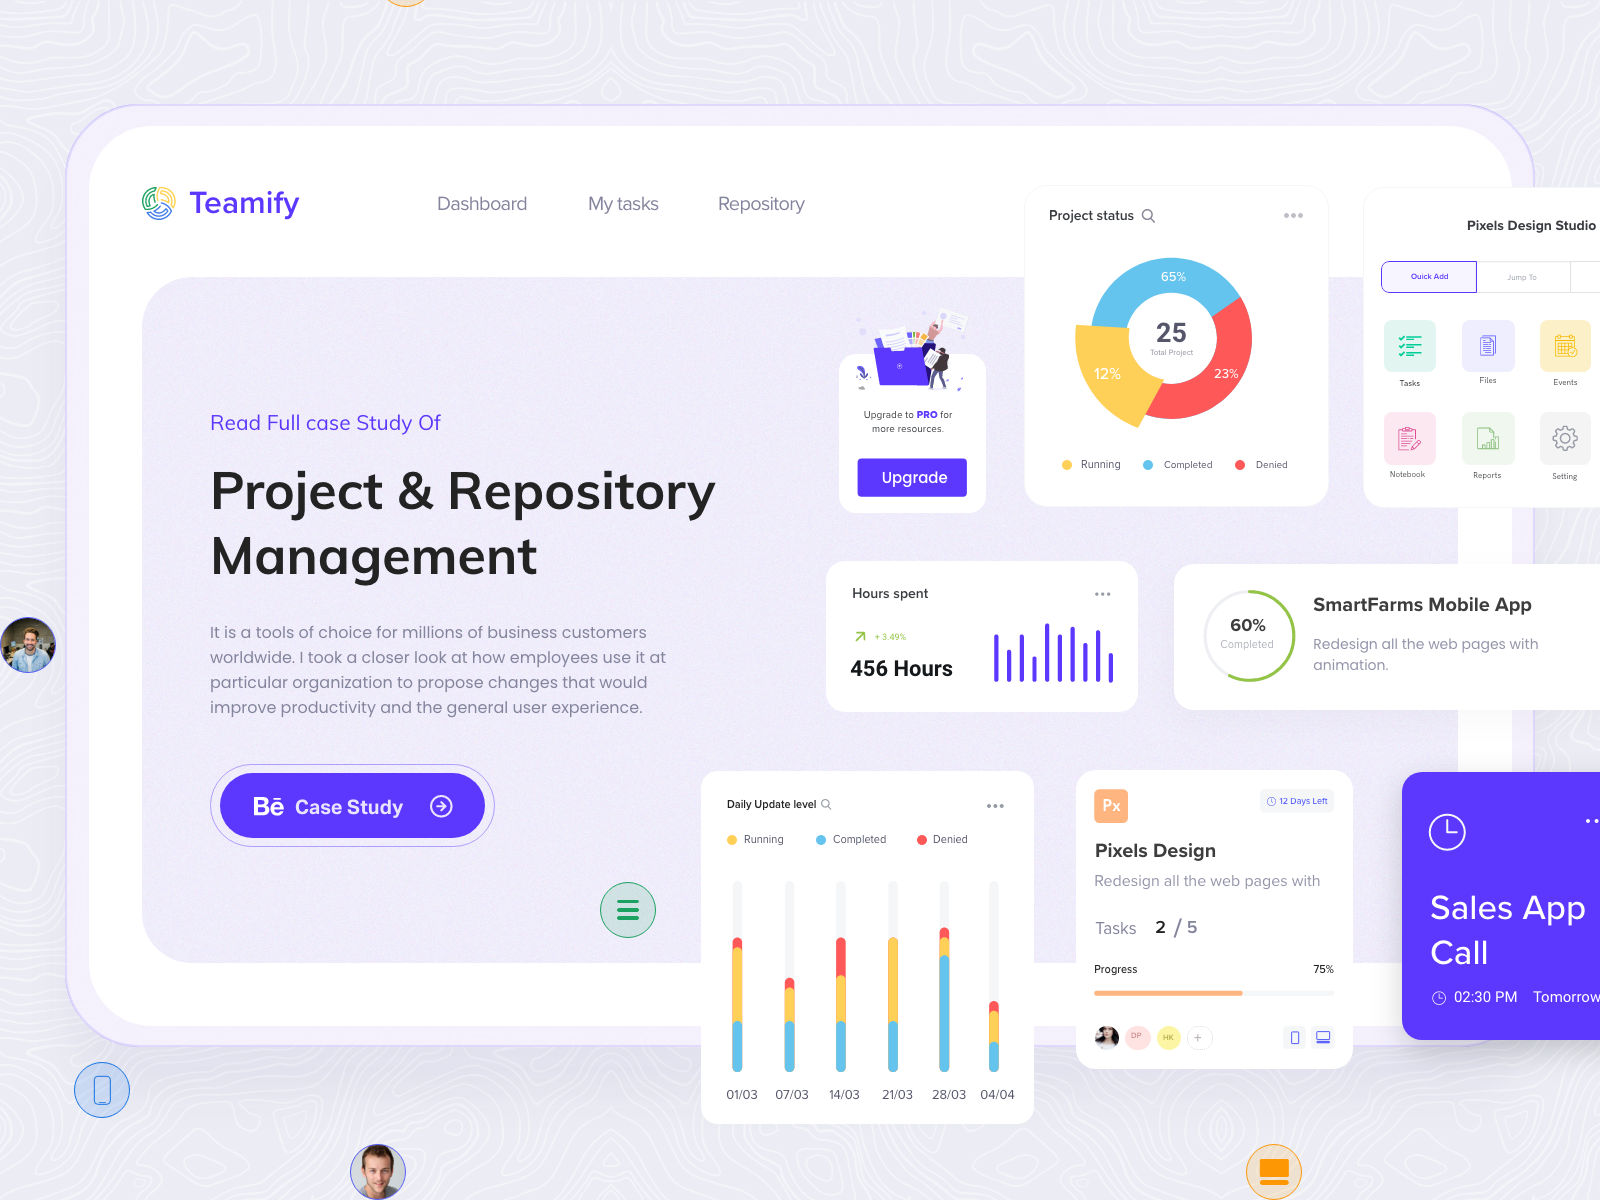 Teamify
Dashboard
My tasks
Repository
Read Full case Study Of
Project & Repository
Management
It is a tools of choice for millions of business customers
worldwide. I took a closer look at how employees use it at
particular organization to propose changes that would
improve productivity and the general user experience.
Bē Case Study
Upgrade to PRO for
more resources.
Upgrade
Project status
65%
25
Total Project
12%
23%
Running
Completed
Denied
Pixels Design Studio
Quick Add
Jump To
Tasks
Files
Events
Notebook
Reports
Setting
Hours spent
+ 3.49%
456 Hours
60%
Completed
SmartFarms Mobile App
Redesign all the web pages with
animation.
Daily Update level
Running
Completed
Denied
01/03
07/03
14/03
21/03
28/03
04/04
Px
12 Days Left
Pixels Design
Redesign all the web pages with
Tasks 2 / 5
Progress
75%
DP
HK
+
Sales App
Call
02:30 PM
Tomorrow